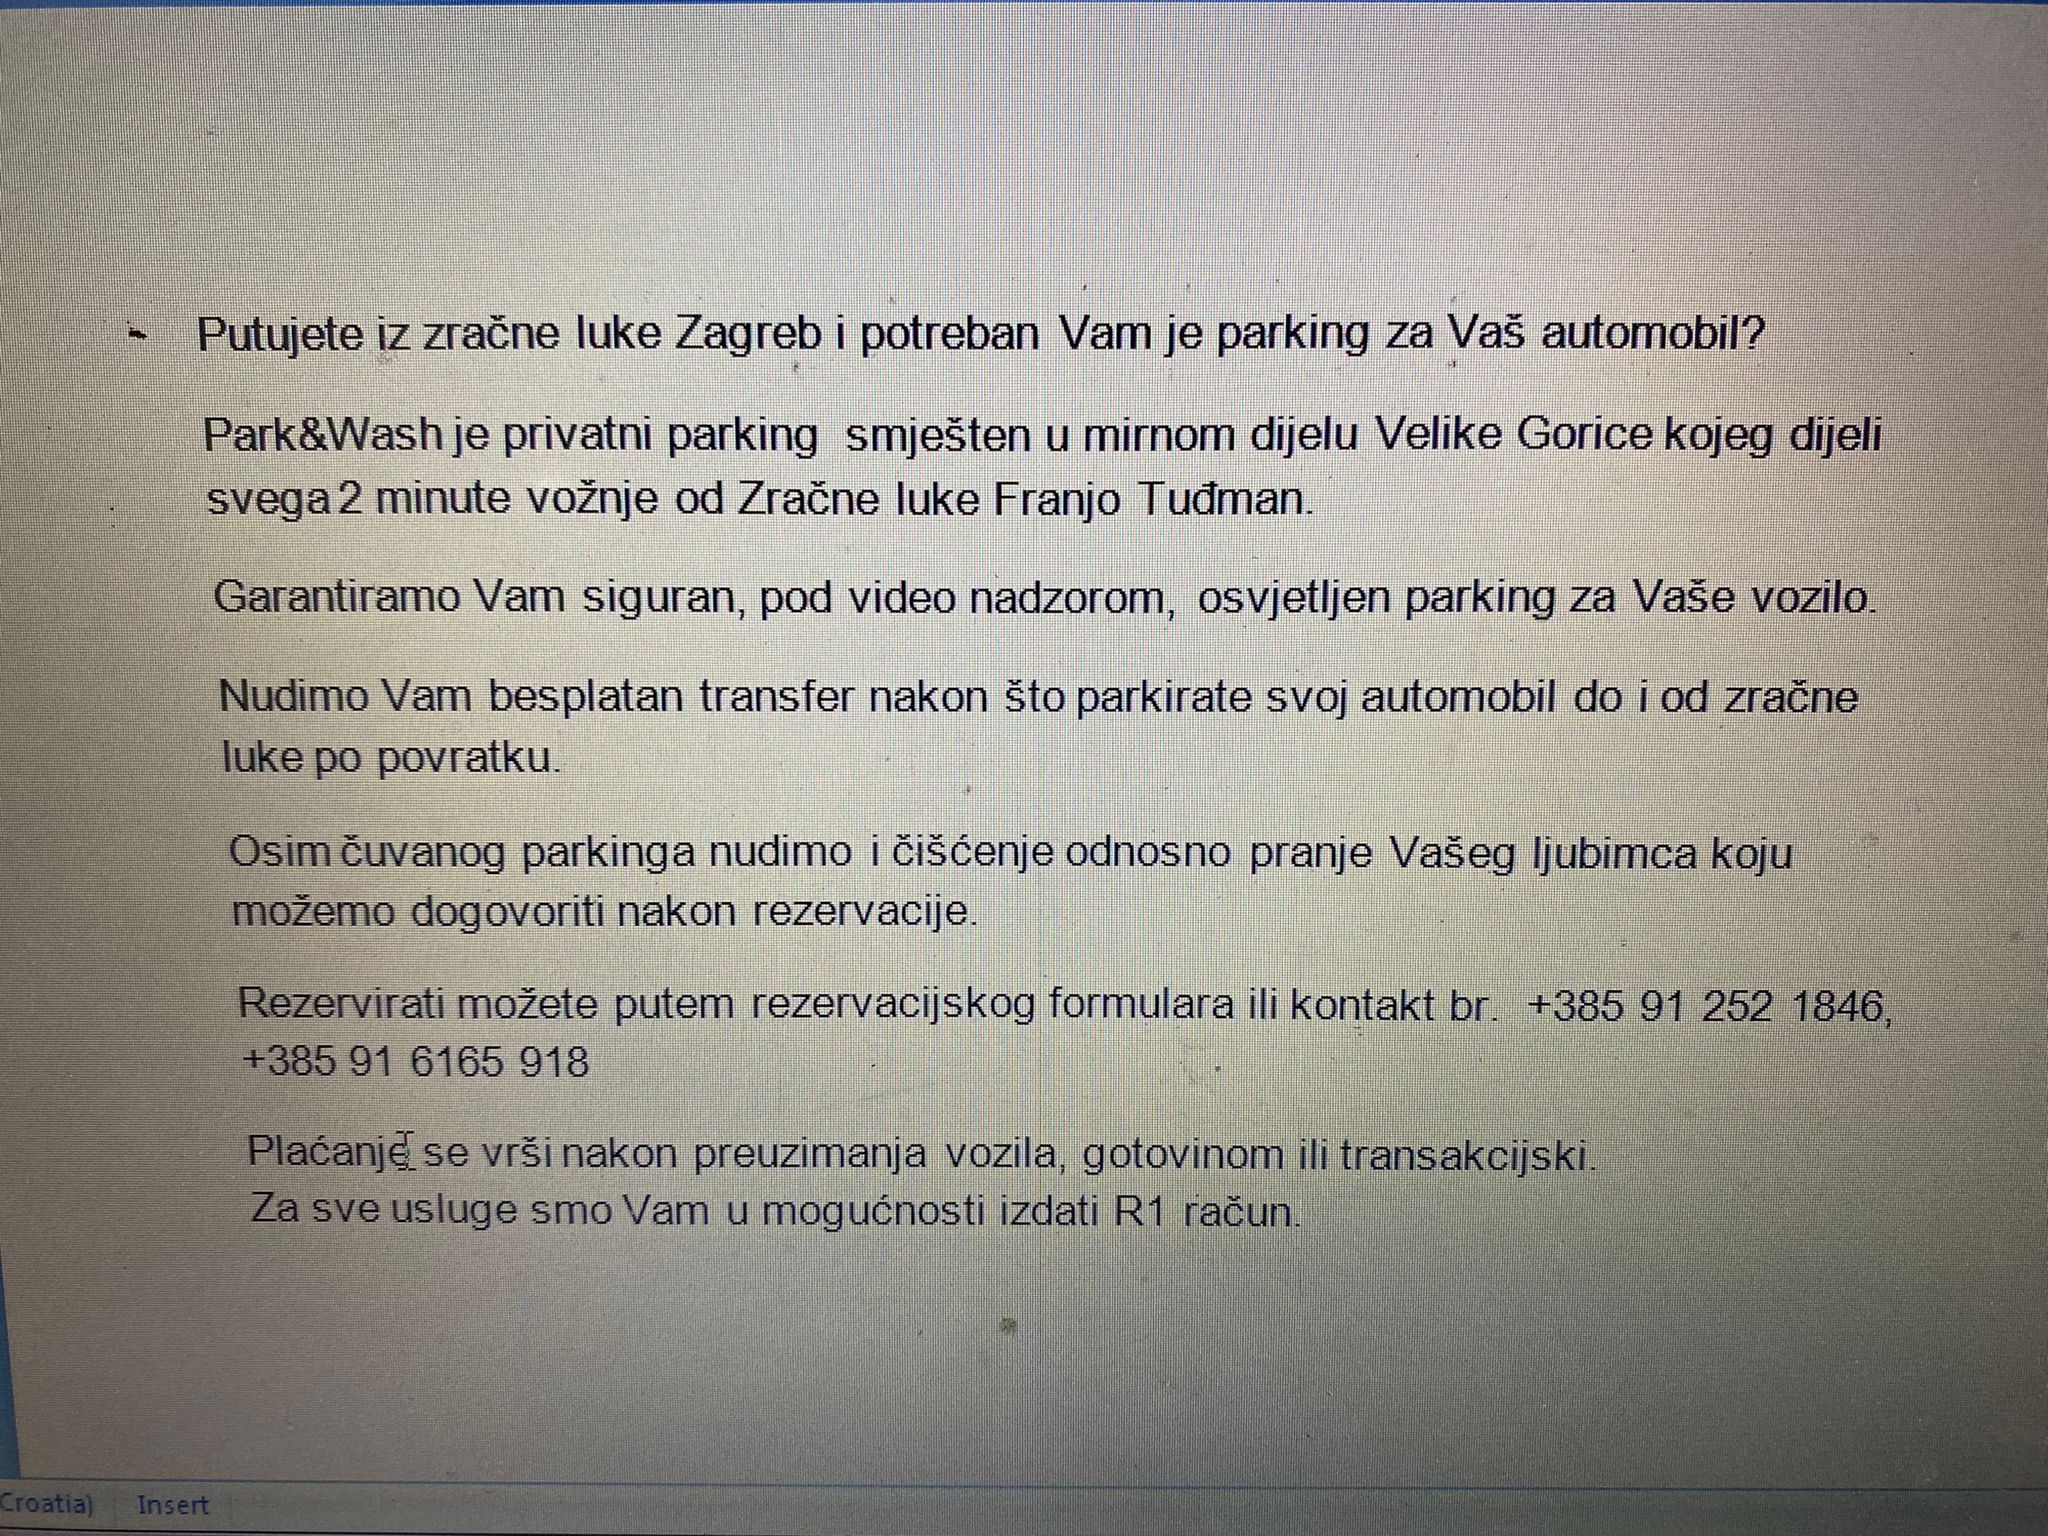 - Putujete iz zračne luke Zagreb i potreban Vam je parking za Vaš automobil?
Park&Wash je privatni parking  smješten u mirnom dijelu Velike Gorice kojeg dijeli
svega 2 minute vožnje od Zračne luke Franjo Tuđman.
Garantiramo Vam siguran, pod video nadzorom, osvjetljen parking za Vaše vozilo.
Nudimo Vam besplatan transfer nakon što parkirate svoj automobil do i od zračne
luke po povratku.
Osim čuvanog parkinga nudimo i čišćenje odnosno pranje Vašeg ljubimca koju
možemo dogovoriti nakon rezervacije.
Rezervirati možete putem rezervacijskog formulara ili kontakt br.  +385 91 252 1846,
+385 91 6165 918
Plaćanje se vrši nakon preuzimanja vozila, gotovinom ili transakcijski.
Za sve usluge smo Vam u mogućnosti izdati R1 račun.
Croatia) Insert